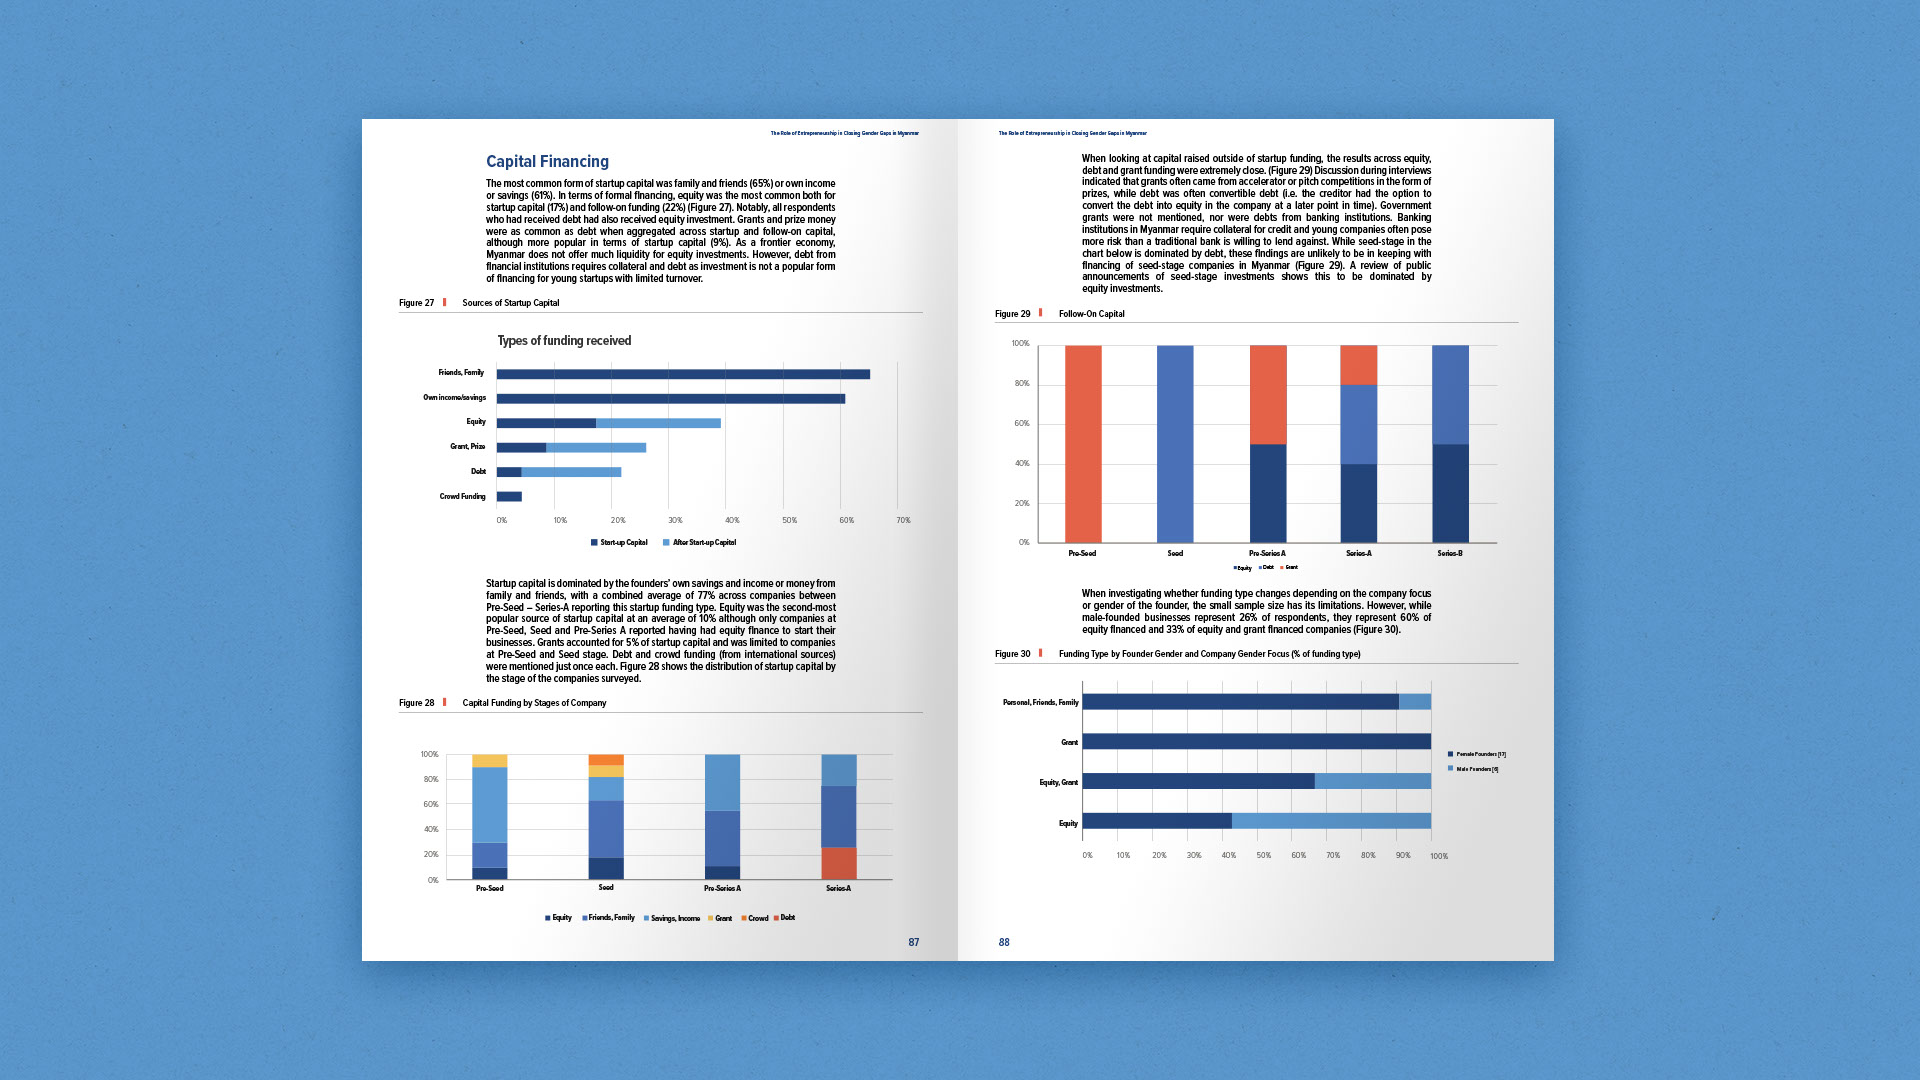 The Role of Entrepreneurship in Closing Gender Gaps in Myanmar
Capital Financing
The most common form of startup capital was family and friends (65%) or own income
or savings (61%). In terms of formal financing, equity was the most common both for
startup capital (17%) and follow-on funding (22%) (Figure 27). Notably, all respondents
who had received debt had also received equity investment. Grants and prize money
were as common as debt when aggregated across startup and follow-on capital,
although more popular in terms of startup capital (9%). As a frontier economy,
Myanmar does not offer much liquidity for equity investments. However, debt from
financial institutions requires collateral and debt as investment is not a popular form
of financing for young startups with limited turnover.
Figure 27 Sources of Startup Capital
Types of funding received
Friends, Family
Own income/savings
Equity
Grant, Prize
Debt
Crowd Funding
0% 10% 20% 30% 40% 50% 60% 70%
Start-up Capital After Start-up Capital
Startup capital is dominated by the founders' own savings and income or money from
family and friends, with a combined average of 77% across companies between
Pre-Seed – Series-A reporting this startup funding type. Equity was the second-most
popular source of startup capital at an average of 10% although only companies at
Pre-Seed, Seed and Pre-Series A reported having had equity finance to start their
businesses. Grants accounted for 5% of startup capital and was limited to companies
at Pre-Seed and Seed stage. Debt and crowd funding (from international sources)
were mentioned just once each. Figure 28 shows the distribution of startup capital by
the stage of the companies surveyed.
Figure 28 Capital Funding by Stages of Company
100%
80%
60%
40%
20%
0%
Pre-Seed Seed Pre-Series A Series-A
Equity Friends, Family Savings, Income Grant Crowd Debt
87
The Role of Entrepreneurship in Closing Gender Gaps in Myanmar
When looking at capital raised outside of startup funding, the results across equity,
debt and grant funding were extremely close. (Figure 29) Discussion during interviews
indicated that grants often came from accelerator or pitch competitions in the form of
prizes, while debt was often convertible debt (i.e. the creditor had the option to
convert the debt into equity in the company at a later point in time). Government
grants were not mentioned, nor were debts from banking institutions. Banking
institutions in Myanmar require collateral for credit and young companies often pose
more risk than a traditional bank is willing to lend against. While seed-stage in the
chart below is dominated by debt, these findings are unlikely to be in keeping with
financing of seed-stage companies in Myanmar (Figure 29). A review of public
announcements of seed-stage investments shows this to be dominated by
equity investments.
Figure 29 Follow-On Capital
100%
80%
60%
40%
20%
0%
Pre-Seed Seed Pre-Series A Series-A Series-B
Equity Debt Grant
When investigating whether funding type changes depending on the company focus
or gender of the founder, the small sample size has its limitations. However, while
male-founded businesses represent 26% of respondents, they represent 60% of
equity financed and 33% of equity and grant financed companies (Figure 30).
Figure 30 Funding Type by Founder Gender and Company Gender Focus (% of funding type)
Personal, Friends, Family
Grant
Equity, Grant
Equity
0% 10% 20% 30% 40% 50% 60% 70% 80% 90% 100%
Female Founders [17]
Male Founders [6]
88